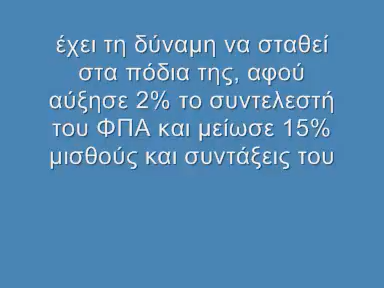 έχει τη δύναμη να σταθεί
στα πόδια της, αφού
αύξησε 2% το συντελεστή
του ΦΠΑ και μείωσε 15%
μισθούς και συντάξεις του